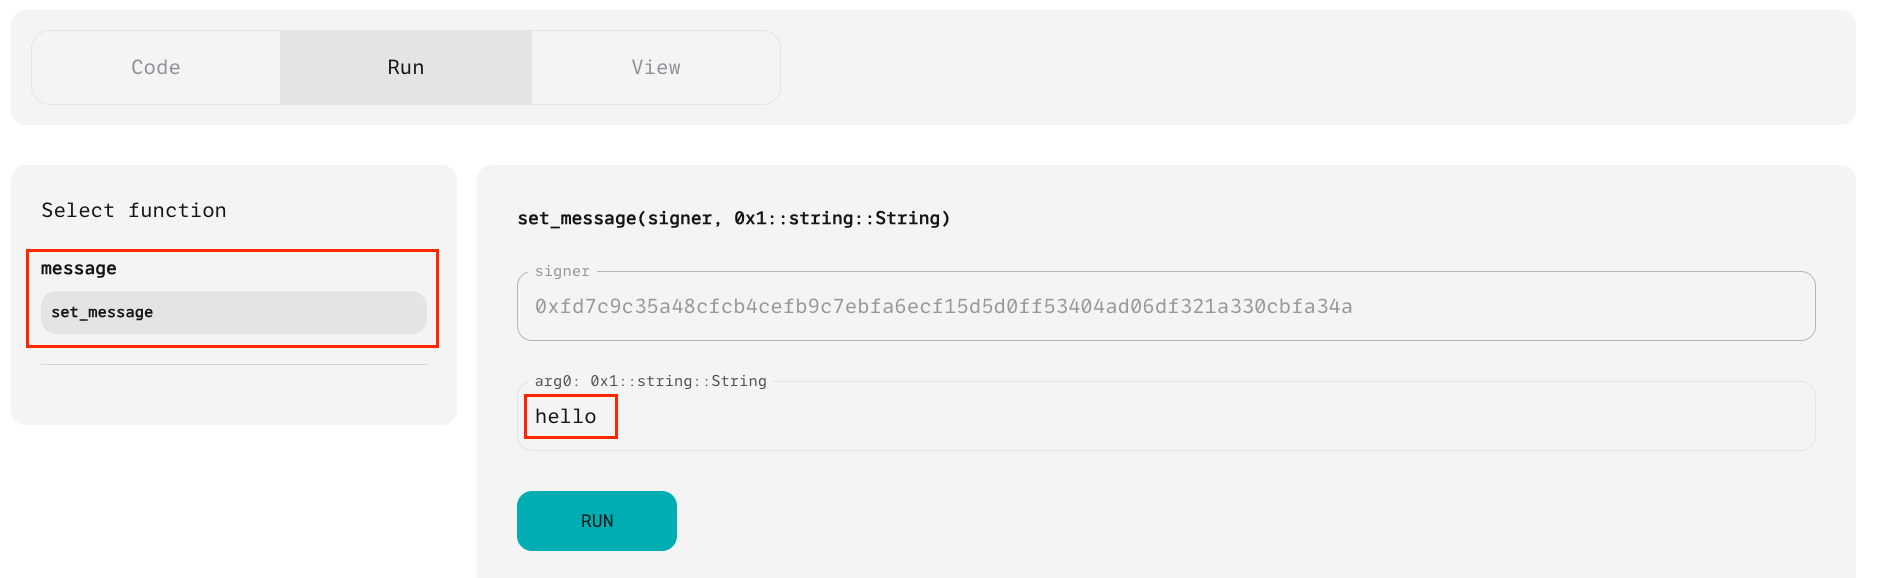 Code
Run
View
Select function
message
set_message
set_message(signer, 0x1::string::String)
signer
0xfd7c9c35a48cfcb4cefb9c7ebfa6ecf15d5d0ff53404ad06df321a330cbfa34a
arg0: 0x1::string::String
hello
RUN